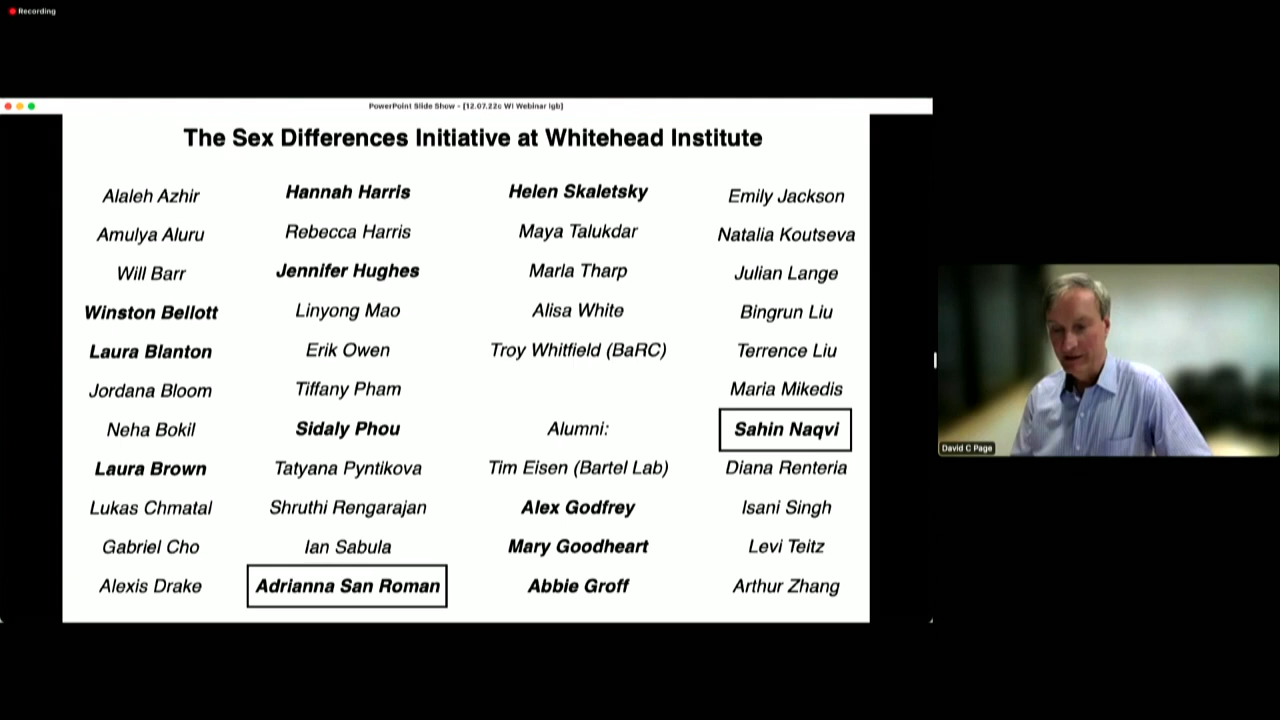 Recording
PowerPoint Slide Show - [12.07.22c WI Webinar lgb]
The Sex Differences Initiative at Whitehead Institute
Alaleh Azhir
Amulya Aluru
Will Barr
Winston Bellott
Laura Blanton
Jordana Bloom
Neha Bokil
Laura Brown
Lukas Chmatal
Gabriel Cho
Alexis Drake
Hannah Harris
Rebecca Harris
Jennifer Hughes
Linyong Mao
Erik Owen
Tiffany Pham
Sidaly Phou
Tatyana Pyntikova
Shruthi Rengarajan
Ian Sabula
Adrianna San Roman
Helen Skaletsky
Maya Talukdar
Marla Tharp
Alisa White
Troy Whitfield (BaRC)
Alumni:
Tim Eisen (Bartel Lab)
Alex Godfrey
Mary Goodheart
Abbie Groff
Emily Jackson
Natalia Koutseva
Julian Lange
Bingrun Liu
Terrence Liu
Maria Mikedis
Sahin Naqvi
Diana Renteria
Isani Singh
Levi Teitz
Arthur Zhang
David C Page